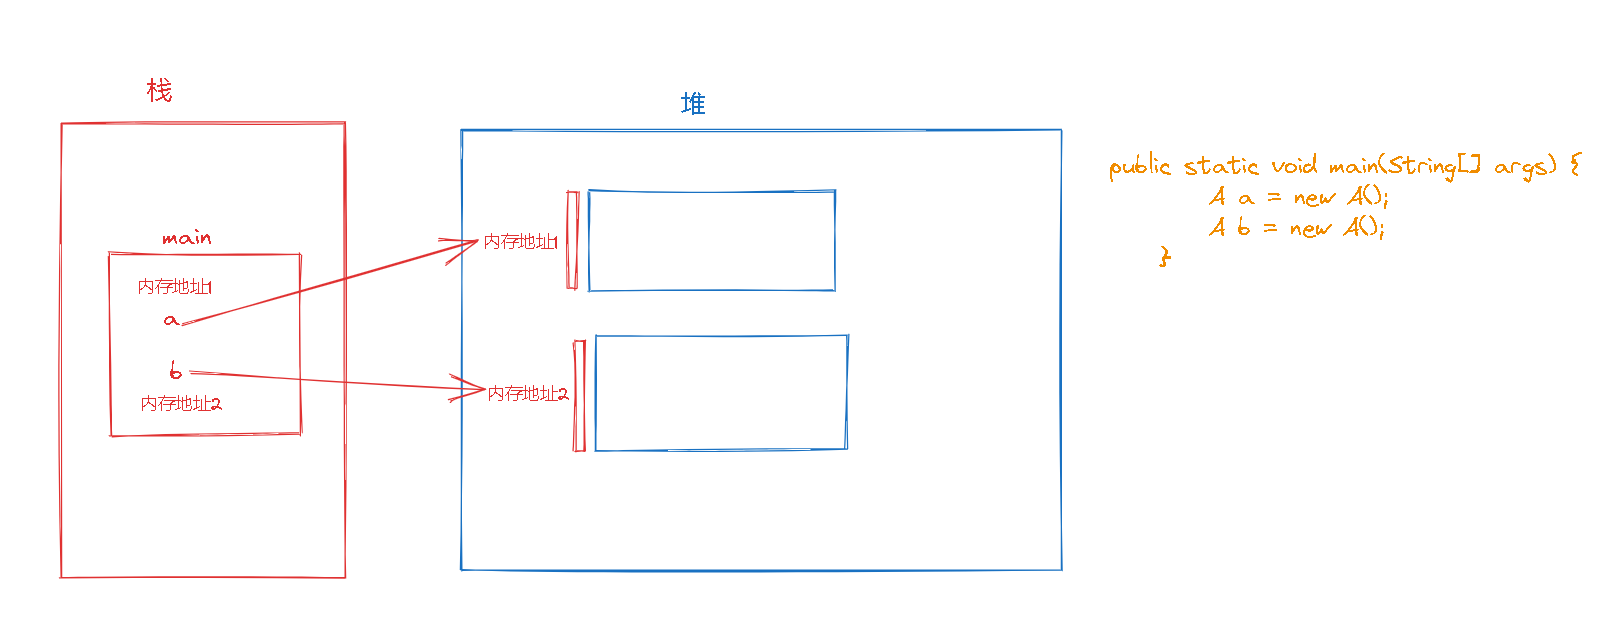 栈
堆
main
内存地址1
a
b
内存地址2
内存地址1
内存地址2
public static void main(String[] args) {
A a = new A();
A b = new A();
}